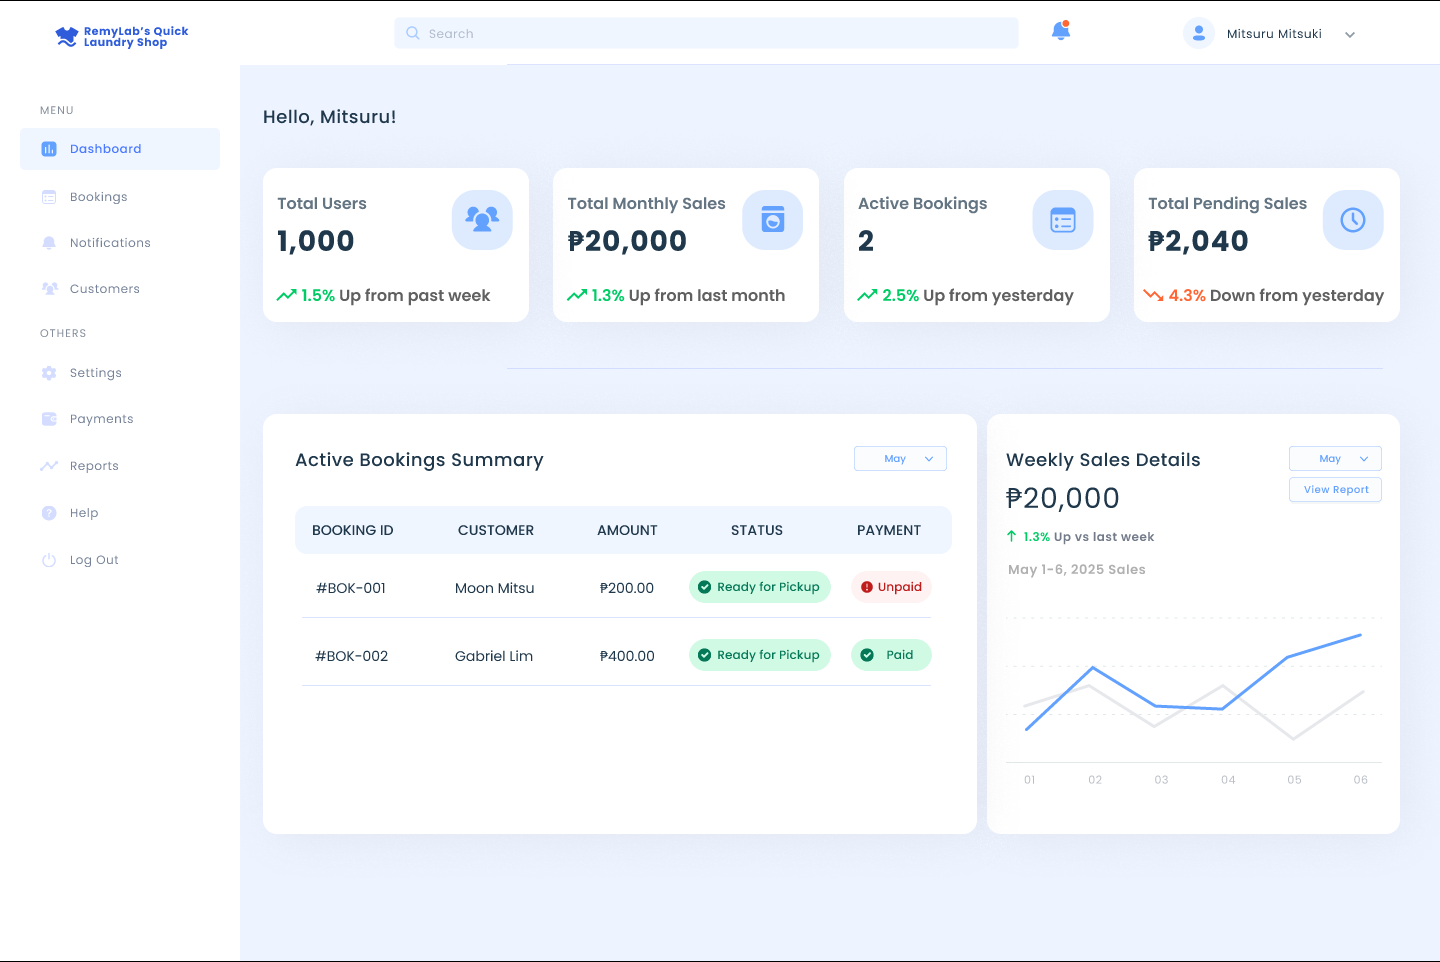 RemyLab's Quick
Laundry Shop
Search
Mitsuru Mitsuki
MENU
Dashboard
Bookings
Notifications
Customers
OTHERS
Settings
Payments
Reports
Help
Log Out
Hello, Mitsuru!
Total Users
1,000
1.5% Up from past week
Total Monthly Sales
₱20,000
1.3% Up from last month
Active Bookings
2
2.5% Up from yesterday
Total Pending Sales
₱2,040
4.3% Down from yesterday
Active Bookings Summary
May
BOOKING ID CUSTOMER AMOUNT STATUS PAYMENT
#BOK-001 Moon Mitsu ₱200.00 Ready for Pickup Unpaid
#BOK-002 Gabriel Lim ₱400.00 Ready for Pickup Paid
Weekly Sales Details
May
₱20,000
View Report
1.3% Up vs last week
May 1-6, 2025 Sales
01 02 03 04 05 06